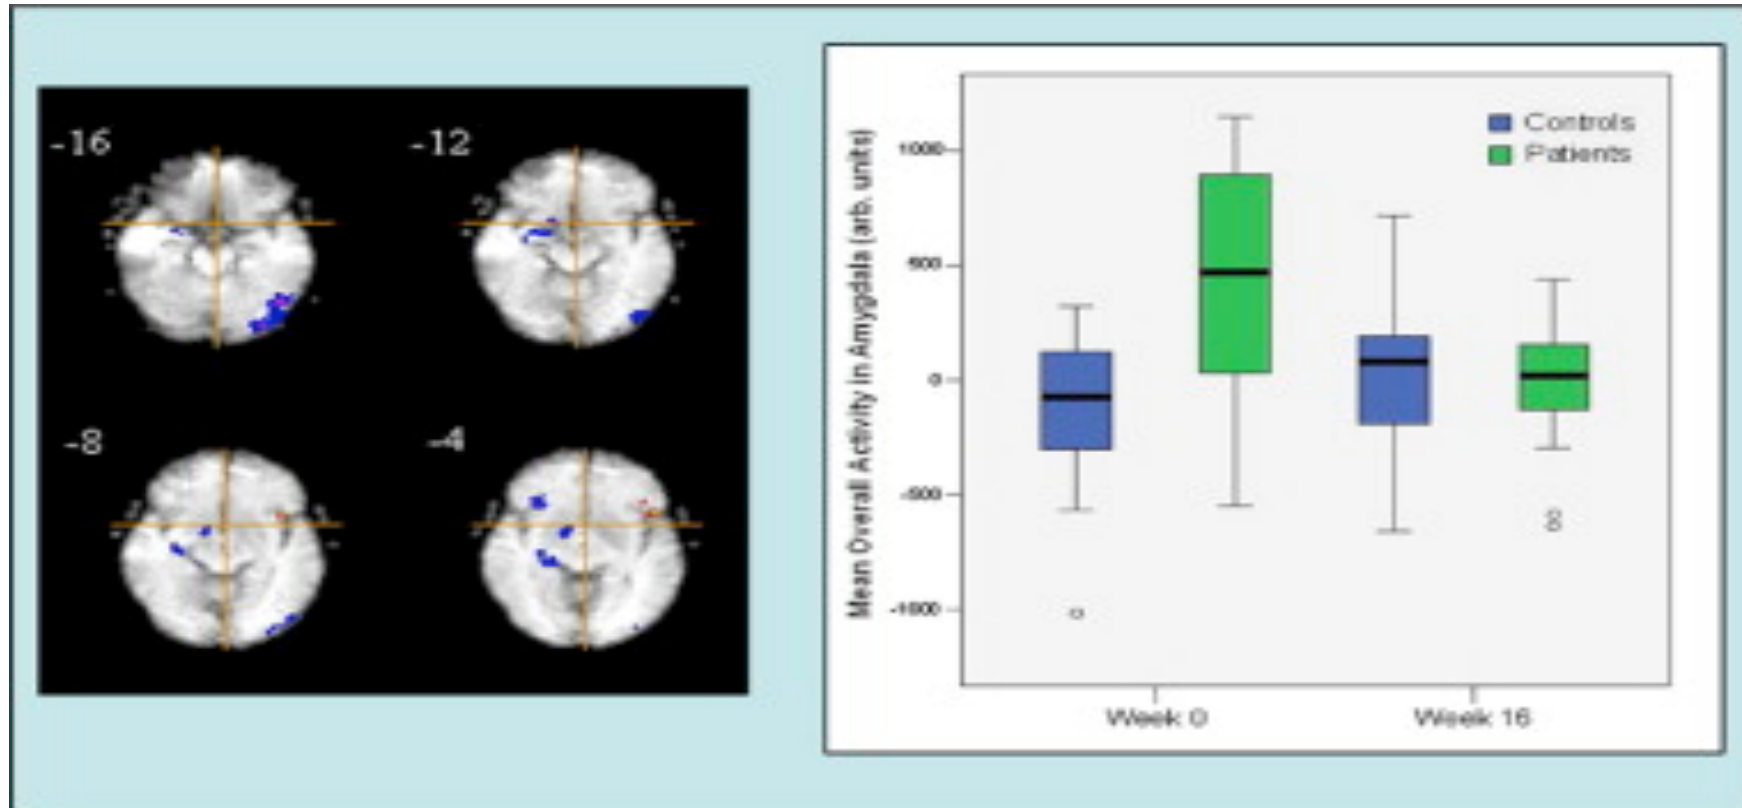 -16
-12
-8
-4
Mean Overall Activity in Amygdala (arb. units)
1000
500
0
-500
-1000
Controls
Patients
Week 0
Week 16